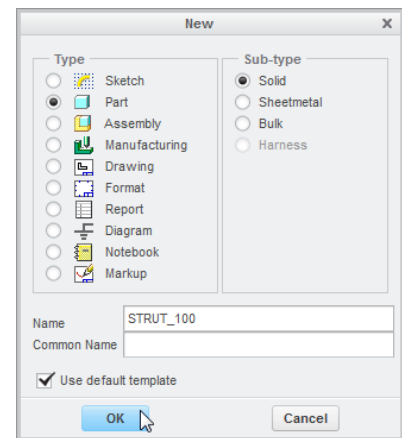 New
X
Type
Sketch
Part
Assembly
Manufacturing
Drawing
Format
Report
Diagram
Notebook
Markup
Sub-type
Solid
Sheetmetal
Bulk
Harness
Name STRUT_100
Common Name
Use default template
OK Cancel